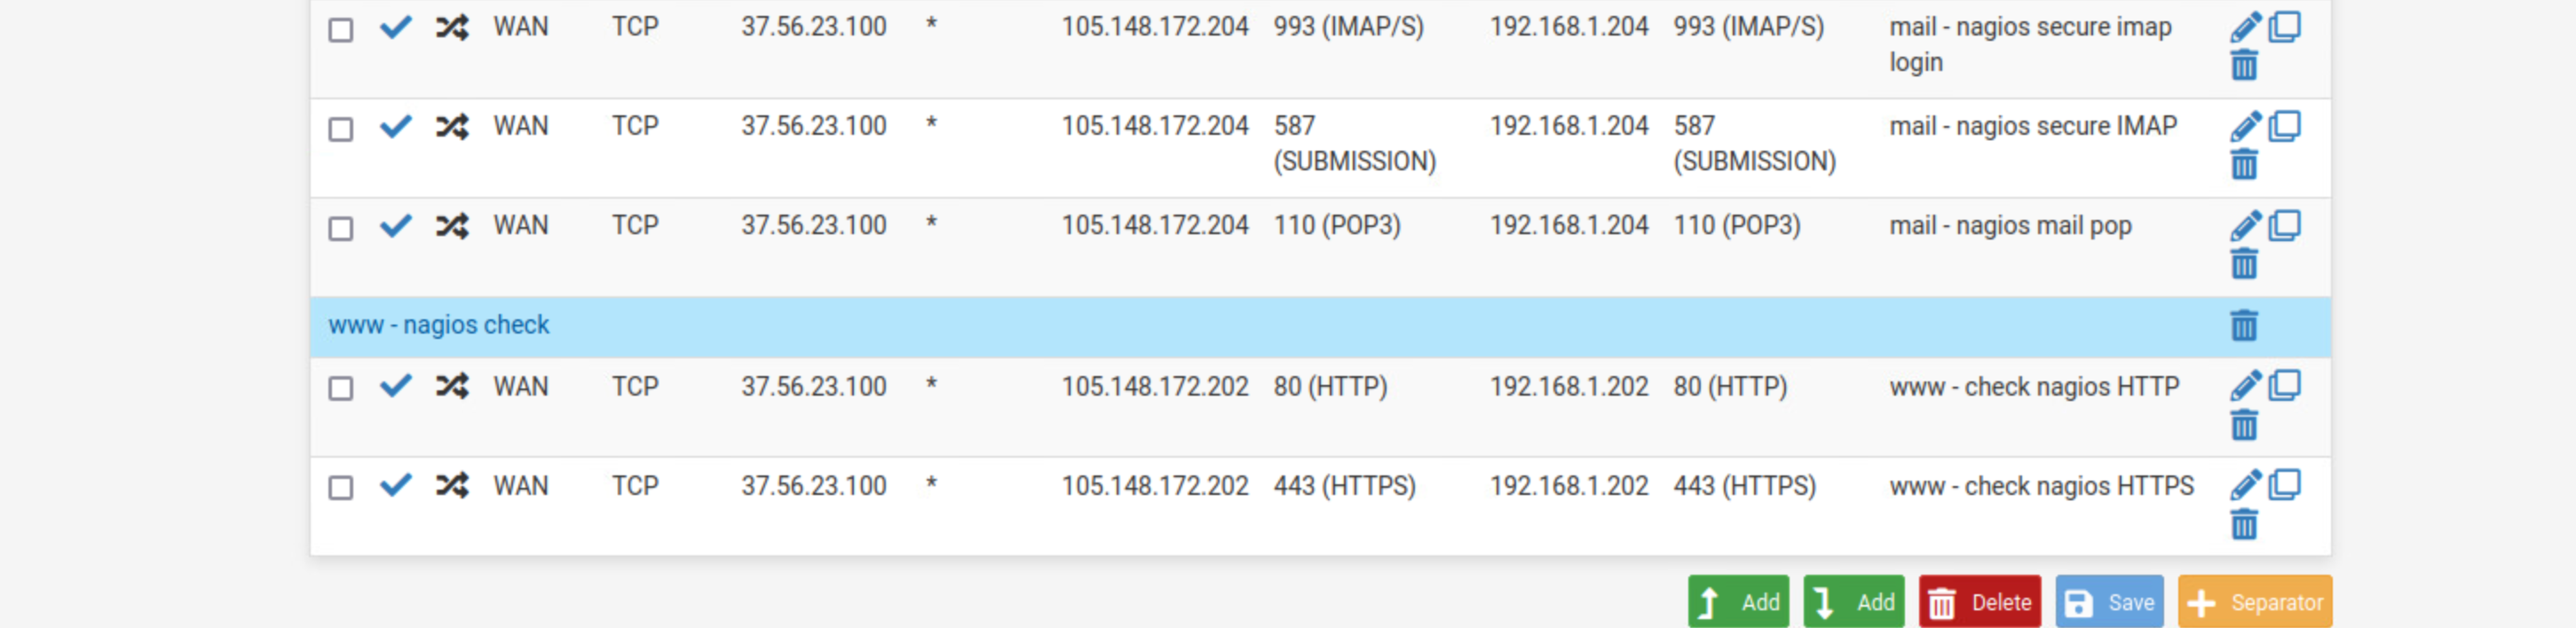 WAN TCP 37.56.23.100 * 105.148.172.204 993 (IMAP/S) 192.168.1.204 993 (IMAP/S) mail - nagios secure imap
login
WAN TCP 37.56.23.100 * 105.148.172.204 587 192.168.1.204 587 mail - nagios secure IMAP
(SUBMISSION) (SUBMISSION)
WAN TCP 37.56.23.100 * 105.148.172.204 110 (POP3) 192.168.1.204 110 (POP3) mail - nagios mail pop
www - nagios check
WAN TCP 37.56.23.100 * 105.148.172.202 80 (HTTP) 192.168.1.202 80 (HTTP) www - check nagios HTTP
WAN TCP 37.56.23.100 * 105.148.172.202 443 (HTTPS) 192.168.1.202 443 (HTTPS) www - check nagios HTTPS
Add Add Delete Save Separator